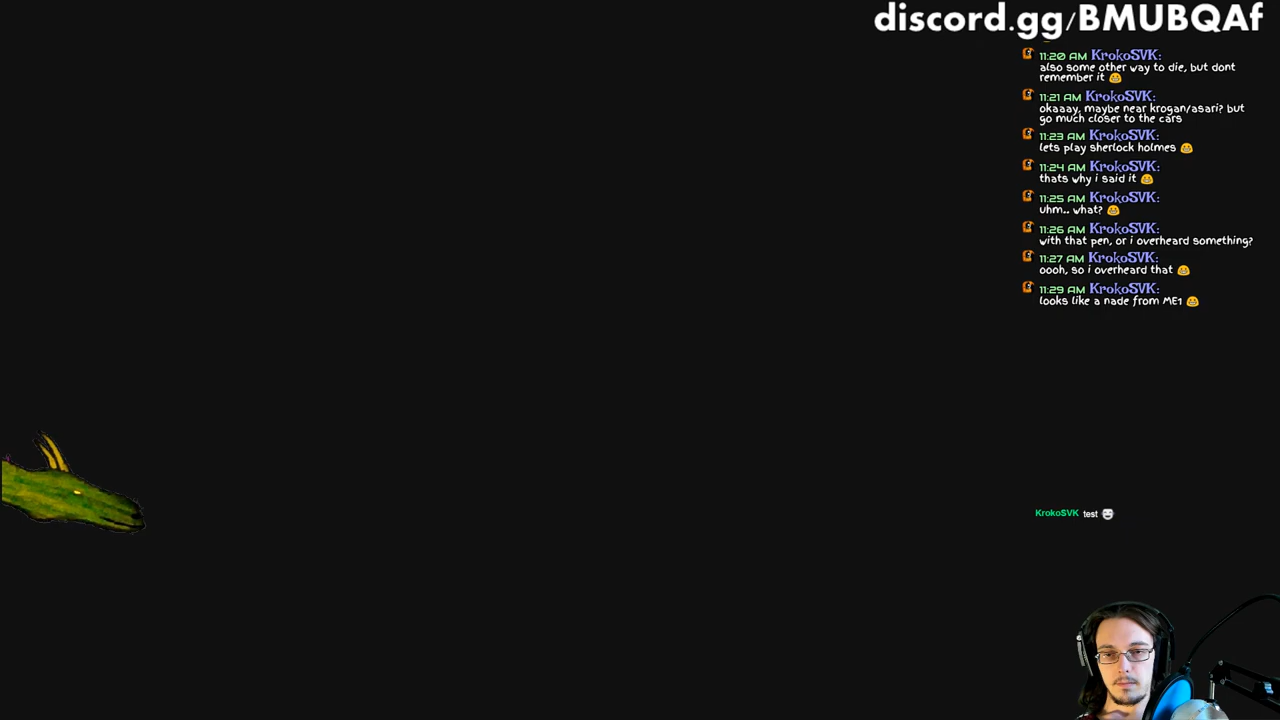 discord.gg/BMUBQAf
11:20 AM KrokoSVK:
also some other way to die, but dont
remember it
11:21 AM KrokoSVK:
okaaay, maybe near krogan/asari? but
go much closer to the cars
11:23 AM KrokoSVK:
lets play sherlock holmes
11:24 AM KrokoSVK:
thats why i said it
11:25 AM KrokoSVK:
uhm.. what?
11:26 AM KrokoSVK:
with that pen, or i overheard something?
11:27 AM KrokoSVK:
oooh, so i overheard that
11:29 AM KrokoSVK:
looks like a nade from ME1
KrokoSVK test